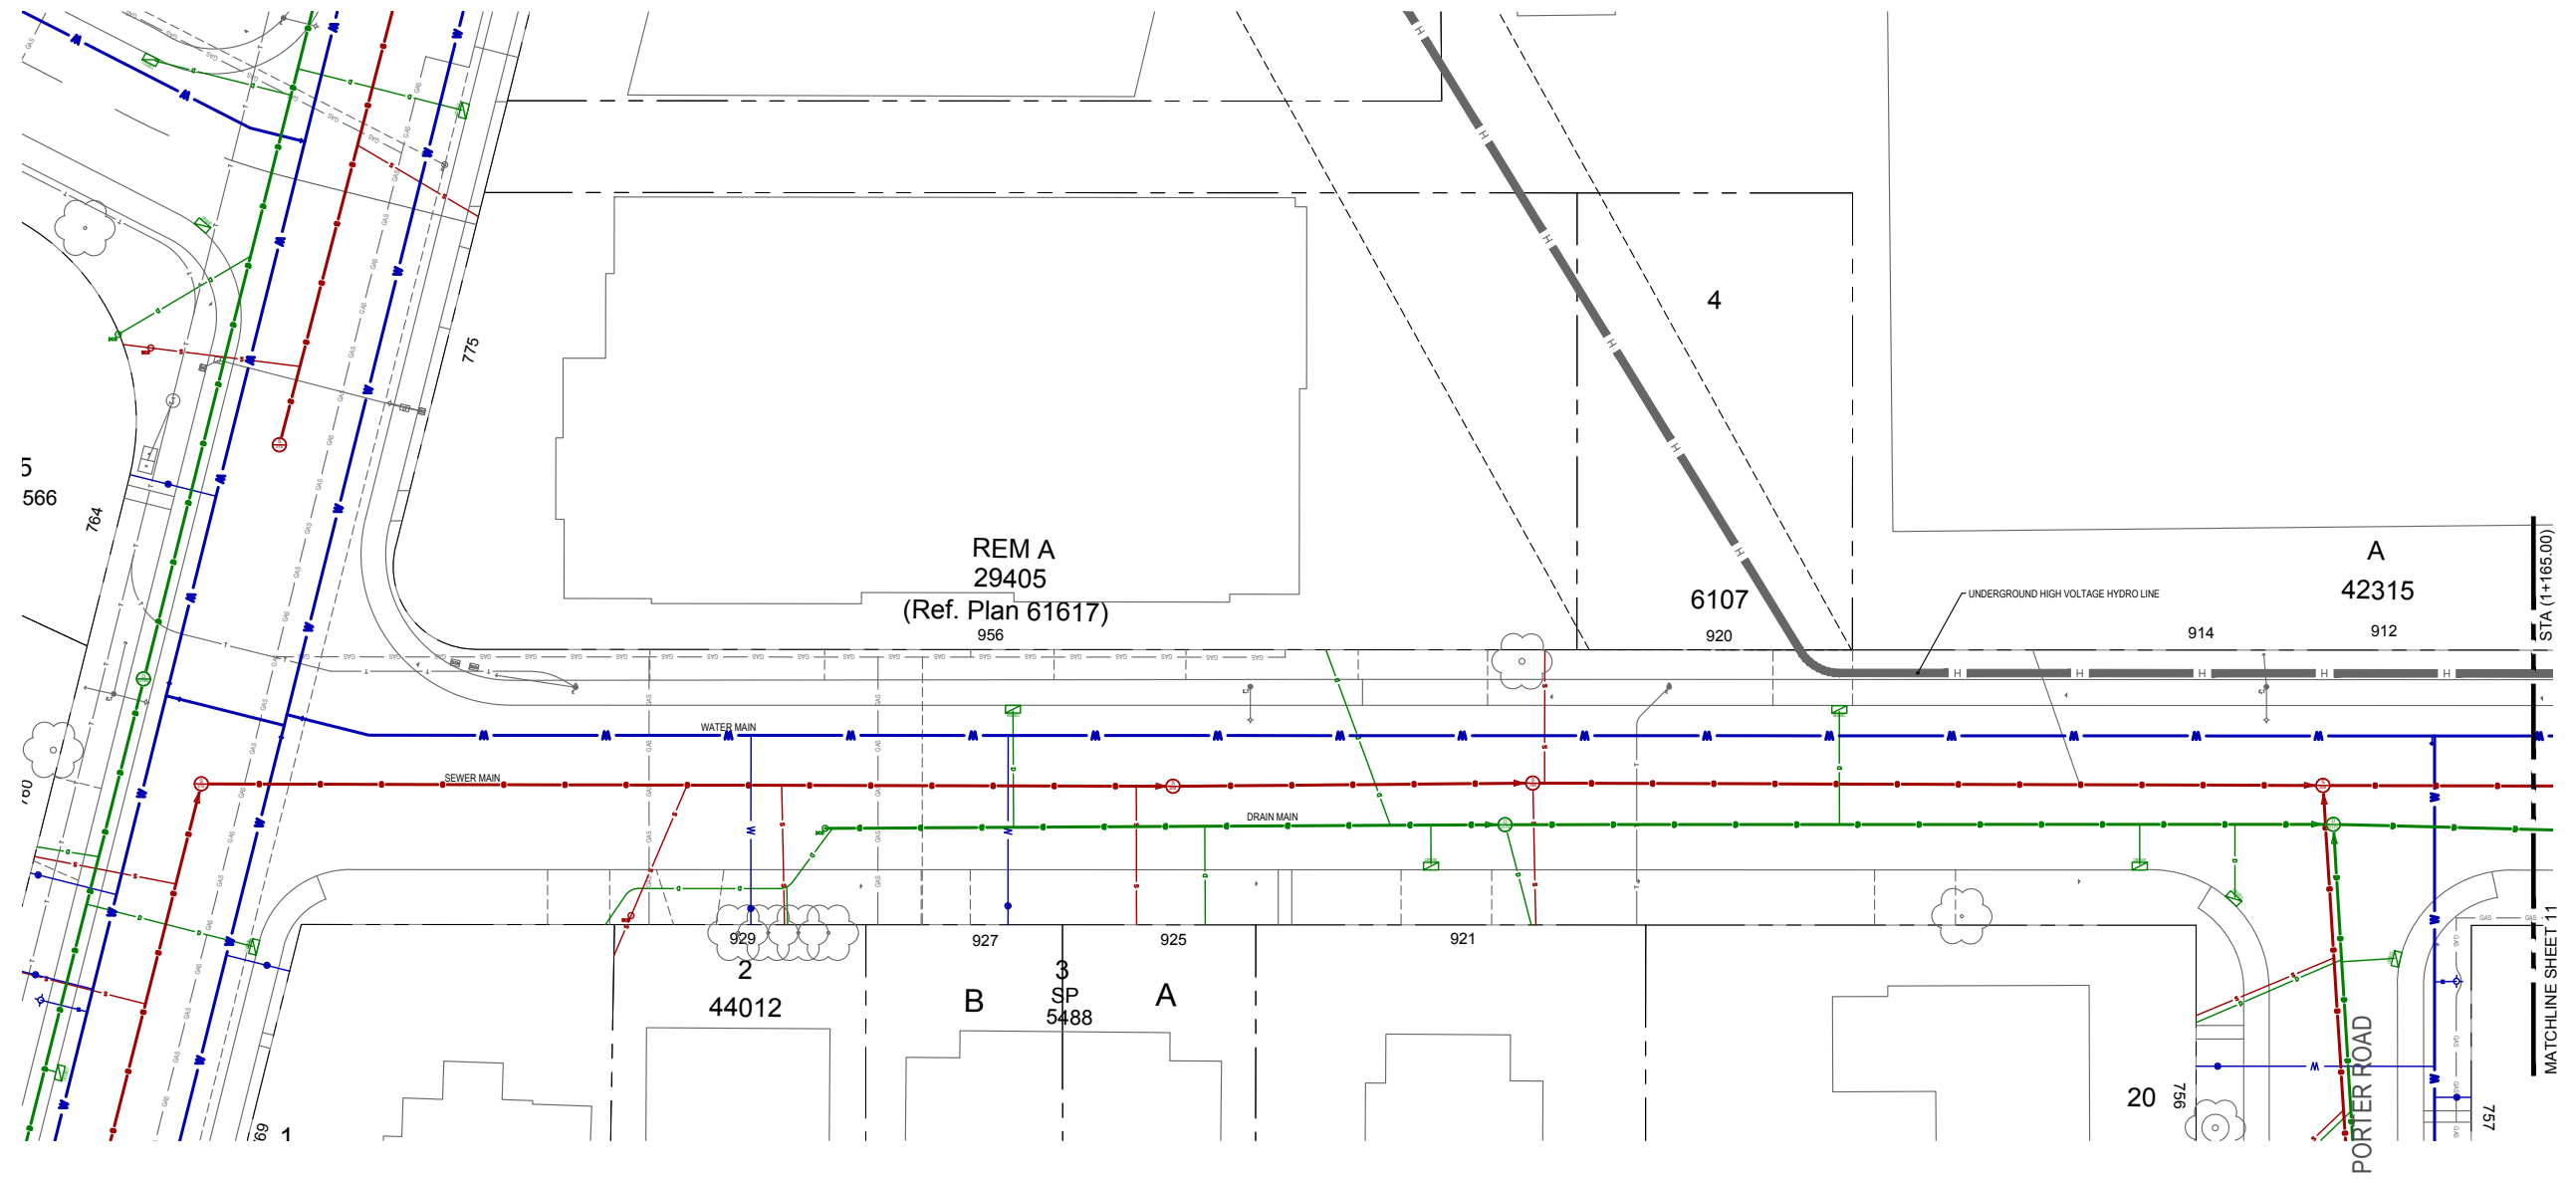 775
4
5
566
764
REM A
29405
(Ref. Plan 61617)
956
6107
920
UNDERGROUND HIGH VOLTAGE HYDRO LINE
A
42315
914
912
STA (1+165.00)
WATER MAIN
SEWER MAIN
DRAIN MAIN
929
927
925
921
2
44012
B
3
SP
5488
A
MATCHLINE SHEET 11
PORTER ROAD
20
756
757
1